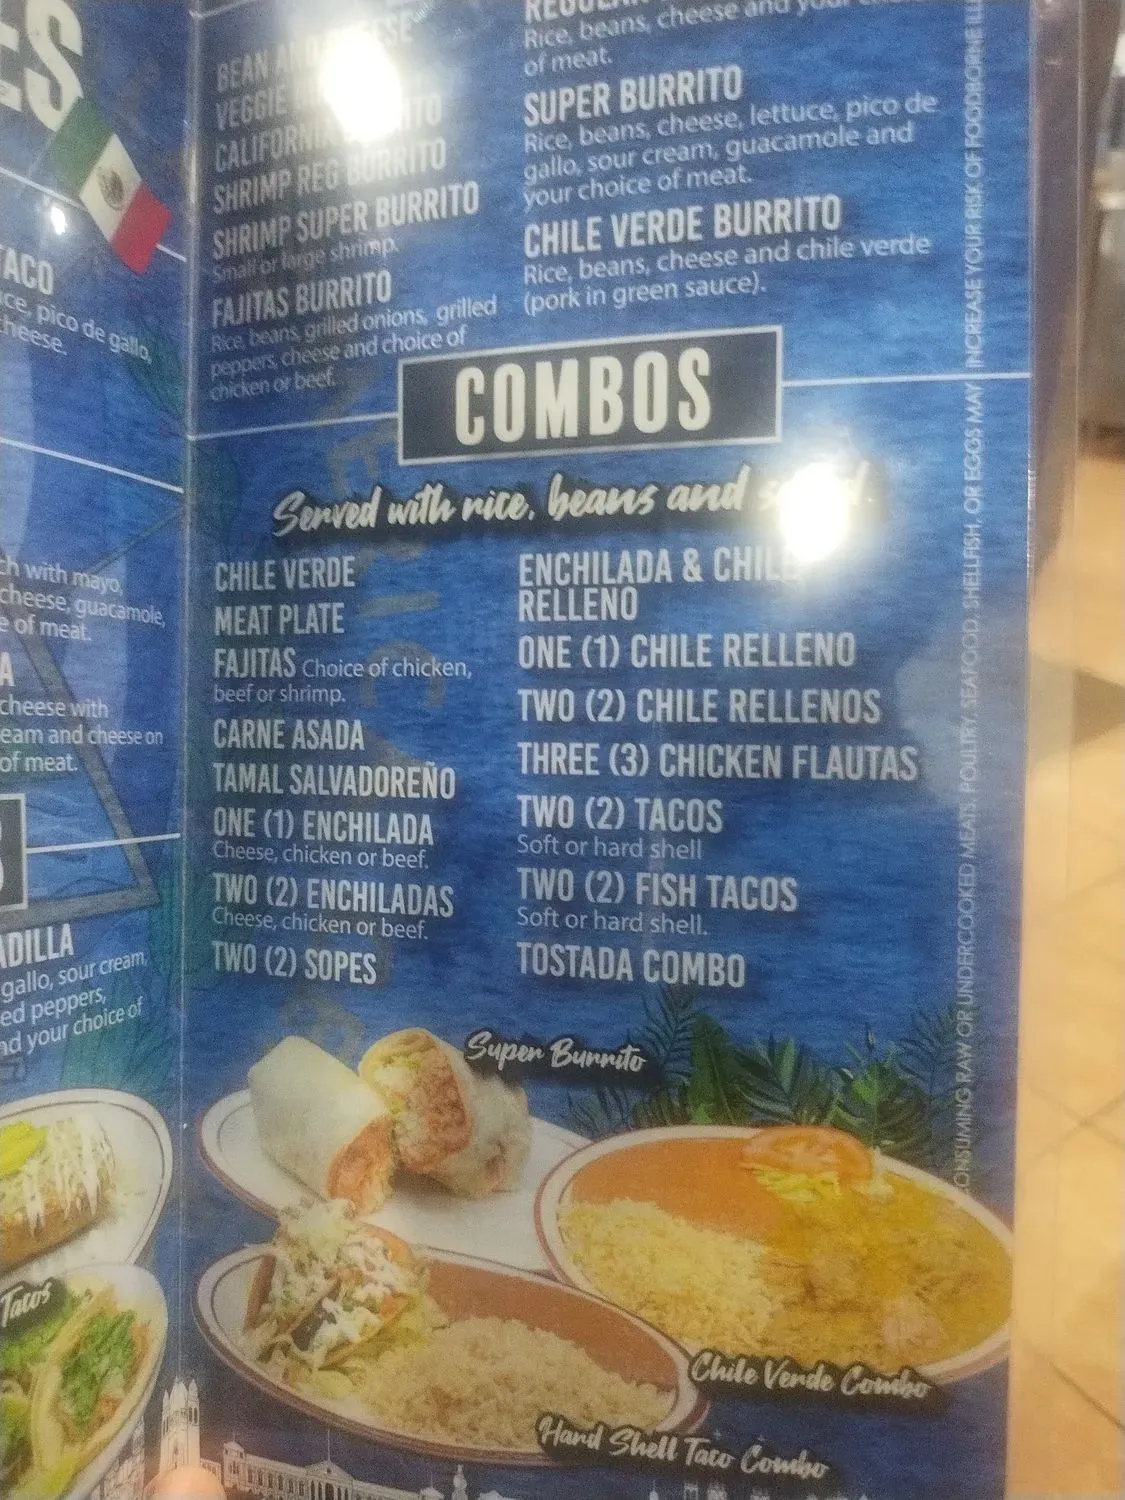 ES
TACO
ice, pico de gallo,
cheese.
ch with mayo,
cheese, guacamole,
e of meat.
A
cheese with
eam and cheese on
of meat.
ADILLA
gallo, sour cream,
ed peppers,
nd your choice of
Tacos
BEAN AND CHEESE
VEGGIE
CALIFORNIA BURRITO
SHRIMP REG BURRITO
SHRIMP SUPER BURRITO
Small or large shrimp.
FAJITAS BURRITO
Rice, beans, grilled onions, grilled
peppers, cheese and choice of
chicken or beef.
REGULAR
Rice, beans, cheese and your
of meat.
SUPER BURRITO
Rice, beans, cheese, lettuce, pico de
gallo, sour cream, guacamole and
your choice of meat.
CHILE VERDE BURRITO
Rice, beans, cheese and chile verde
(pork in green sauce).
COMBOS
Served with rice, beans and
CHILE VERDE
MEAT PLATE
FAJITAS Choice of chicken,
beef or shrimp.
CARNE ASADA
TAMAL SALVADOREÑO
ONE (1) ENCHILADA
Cheese, chicken or beef.
TWO (2) ENCHILADAS
Cheese, chicken or beef.
TWO (2) SOPES
ENCHILADA & CHILE
RELLENO
ONE (1) CHILE RELLENO
TWO (2) CHILE RELLENOS
THREE (3) CHICKEN FLAUTAS
TWO (2) TACOS
Soft or hard shell
TWO (2) FISH TACOS
Soft or hard shell.
TOSTADA COMBO
Super Burrito
Chile Verde Combo
Hard Shell Taco Combo
CONSUMING RAW OR UNDERCOOKED MEATS, POULTRY, SEAFOOD, SHELLFISH, OR EGGS MAY INCREASE YOUR RISK OF FOODBORNE ILL